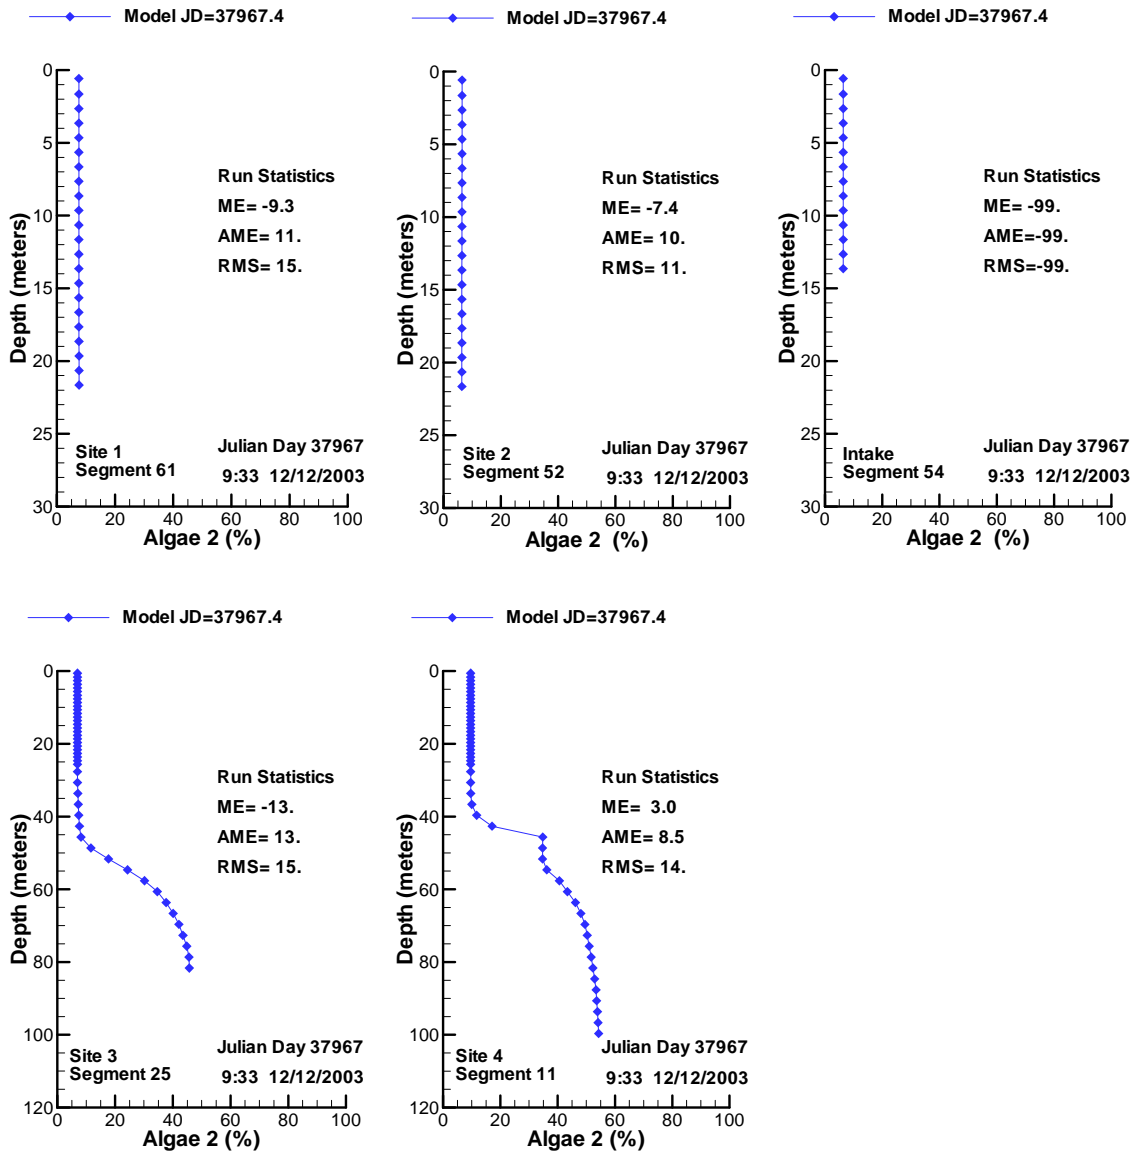 Model JD=37967.4
0
5
10
15
20
25
30
Depth (meters)
Run Statistics
ME= -9.3
AME= 11.
RMS= 15.
Site 1
Segment 61
Julian Day 37967
9:33 12/12/2003
0 20 40 60 80 100
Algae 2 (%)
Model JD=37967.4
0
5
10
15
20
25
30
Depth (meters)
Run Statistics
ME= -7.4
AME= 10.
RMS= 11.
Site 2
Segment 52
Julian Day 37967
9:33 12/12/2003
0 20 40 60 80 100
Algae 2 (%)
Model JD=37967.4
0
5
10
15
20
25
30
Depth (meters)
Run Statistics
ME= -99.
AME=-99.
RMS=-99.
Intake
Segment 54
Julian Day 37967
9:33 12/12/2003
0 20 40 60 80 100
Algae 2 (%)
Model JD=37967.4
0
20
40
60
80
100
120
Depth (meters)
Run Statistics
ME= -13.
AME= 13.
RMS= 15.
Site 3
Segment 25
Julian Day 37967
9:33 12/12/2003
0 20 40 60 80 100
Algae 2 (%)
Model JD=37967.4
0
20
40
60
80
100
120
Depth (meters)
Run Statistics
ME= 3.0
AME= 8.5
RMS= 14.
Site 4
Segment 11
Julian Day 37967
9:33 12/12/2003
0 20 40 60 80 100
Algae 2 (%)